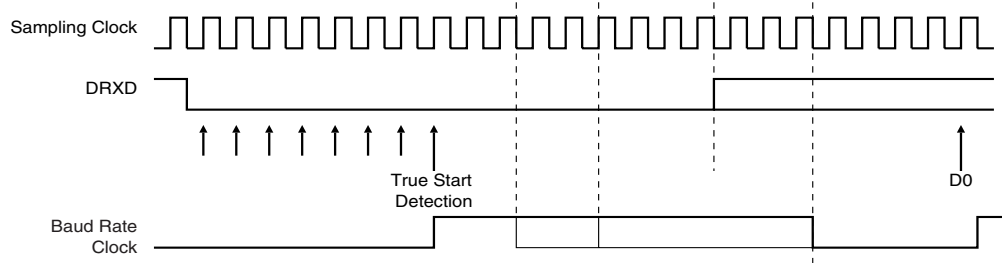 Sampling Clock
DRXD
True Start
Detection
D0
Baud Rate
Clock